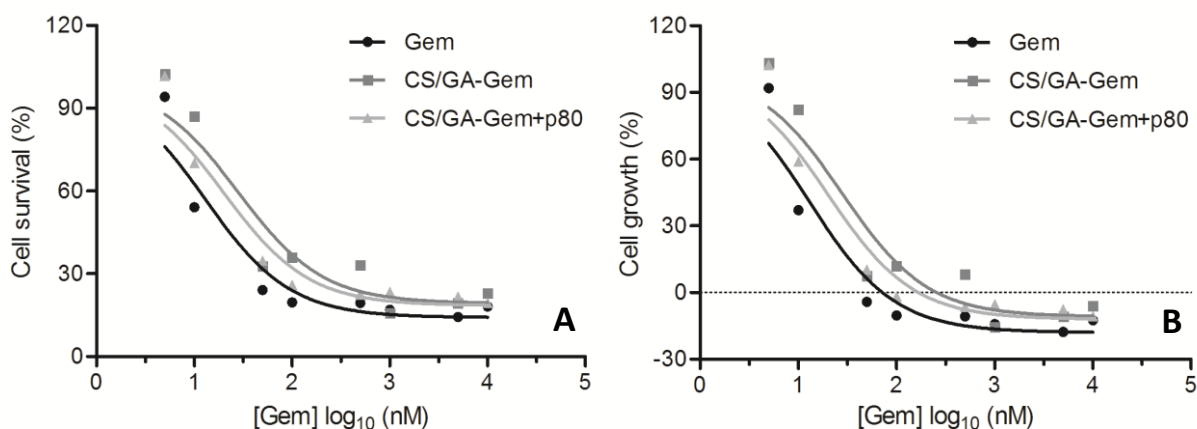 120
90
60
30
0
Cell survival (%)
Gem
CS/GA-Gem
CS/GA-Gem+p80
A
0 1 2 3 4 5
[Gem] log10 (nM)
120
90
60
30
0
-30
Cell growth (%)
Gem
CS/GA-Gem
CS/GA-Gem+p80
B
0 1 2 3 4 5
[Gem] log10 (nM)